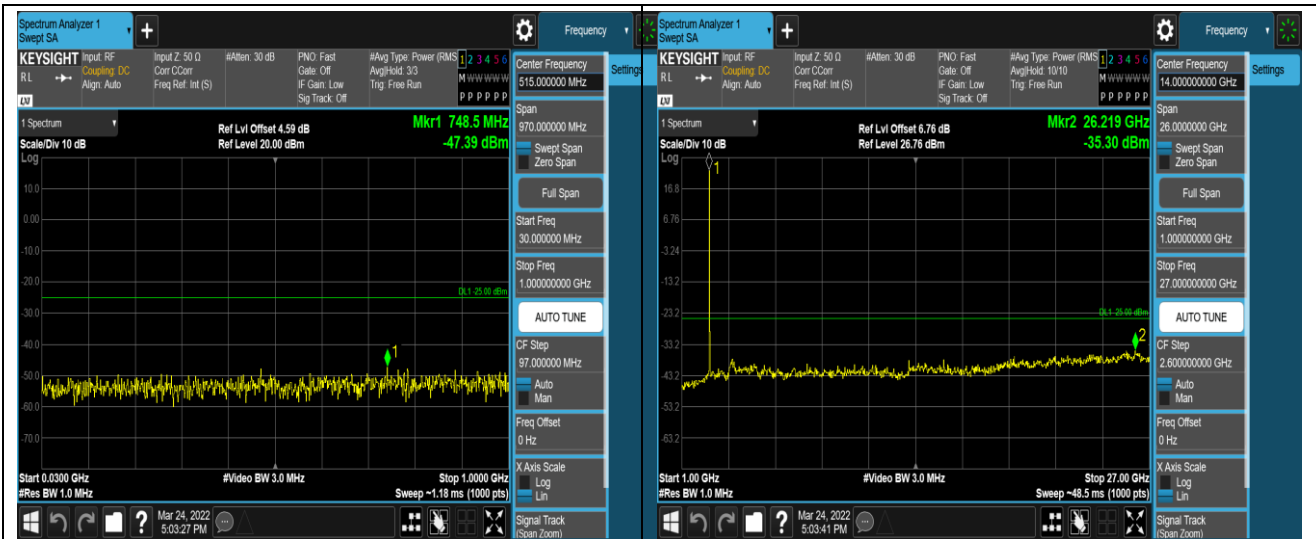 Spectrum Analyzer 1
Swept SA
Frequency
KEYSIGHT
RL
LXI
Input: RF
Coupling: DC
Align: Auto
Input Z: 50 Ω
Corr CCorr
Freq Ref: Int (S)
#Atten: 30 dB
PNO: Fast
Gate: Off
IF Gain: Low
Sig Track: Off
#Avg Type: Power (RMS
Avg|Hold: 3/3
Trig: Free Run
1 2 3 4 5 6
M W W W W W
P P P P P P
Center Frequency
515.000000 MHz
Settings
1 Spectrum
Scale/Div 10 dB
Ref Lvl Offset 4.59 dB
Ref Level 20.00 dBm
Mkr1 748.5 MHz
-47.39 dBm
Log
10.0
0.00
-10.0
-20.0
-30.0
-40.0
-50.0
-60.0
-70.0
DL1 -25.00 dBm
1
Start 0.0300 GHz
#Res BW 1.0 MHz
#Video BW 3.0 MHz
Stop 1.0000 GHz
Sweep ~1.18 ms (1000 pts)
Span
970.000000 MHz
Swept Span
Zero Span
Full Span
Start Freq
30.000000 MHz
Stop Freq
1.000000000 GHz
AUTO TUNE
CF Step
97.000000 MHz
Auto
Man
Freq Offset
0 Hz
X Axis Scale
Log
Lin
Signal Track
(Span Zoom)
?
Mar 24, 2022
5:03:27 PM
Spectrum Analyzer 1
Swept SA
Frequency
KEYSIGHT
RL
LXI
Input: RF
Coupling: DC
Align: Auto
Input Z: 50 Ω
Corr CCorr
Freq Ref: Int (S)
#Atten: 30 dB
PNO: Fast
Gate: Off
IF Gain: Low
Sig Track: Off
#Avg Type: Power (RMS
Avg|Hold: 10/10
Trig: Free Run
1 2 3 4 5 6
M W W W W W
P P P P P P
Center Frequency
14.00000000 GHz
Settings
1 Spectrum
Scale/Div 10 dB
Ref Lvl Offset 6.76 dB
Ref Level 26.76 dBm
Mkr2 26.219 GHz
-35.30 dBm
Log
1
16.8
6.76
-3.24
-13.2
-23.2
-33.2
-43.2
-53.2
-63.2
DL1 -25.00 dBm
2
Start 1.00 GHz
#Res BW 1.0 MHz
#Video BW 3.0 MHz
Stop 27.00 GHz
Sweep ~48.5 ms (1000 pts)
Span
26.0000000 GHz
Swept Span
Zero Span
Full Span
Start Freq
1.000000000 GHz
Stop Freq
27.00000000 GHz
AUTO TUNE
CF Step
2.600000000 GHz
Auto
Man
Freq Offset
0 Hz
X Axis Scale
Log
Lin
Signal Track
(Span Zoom)
?
Mar 24, 2022
5:03:41 PM